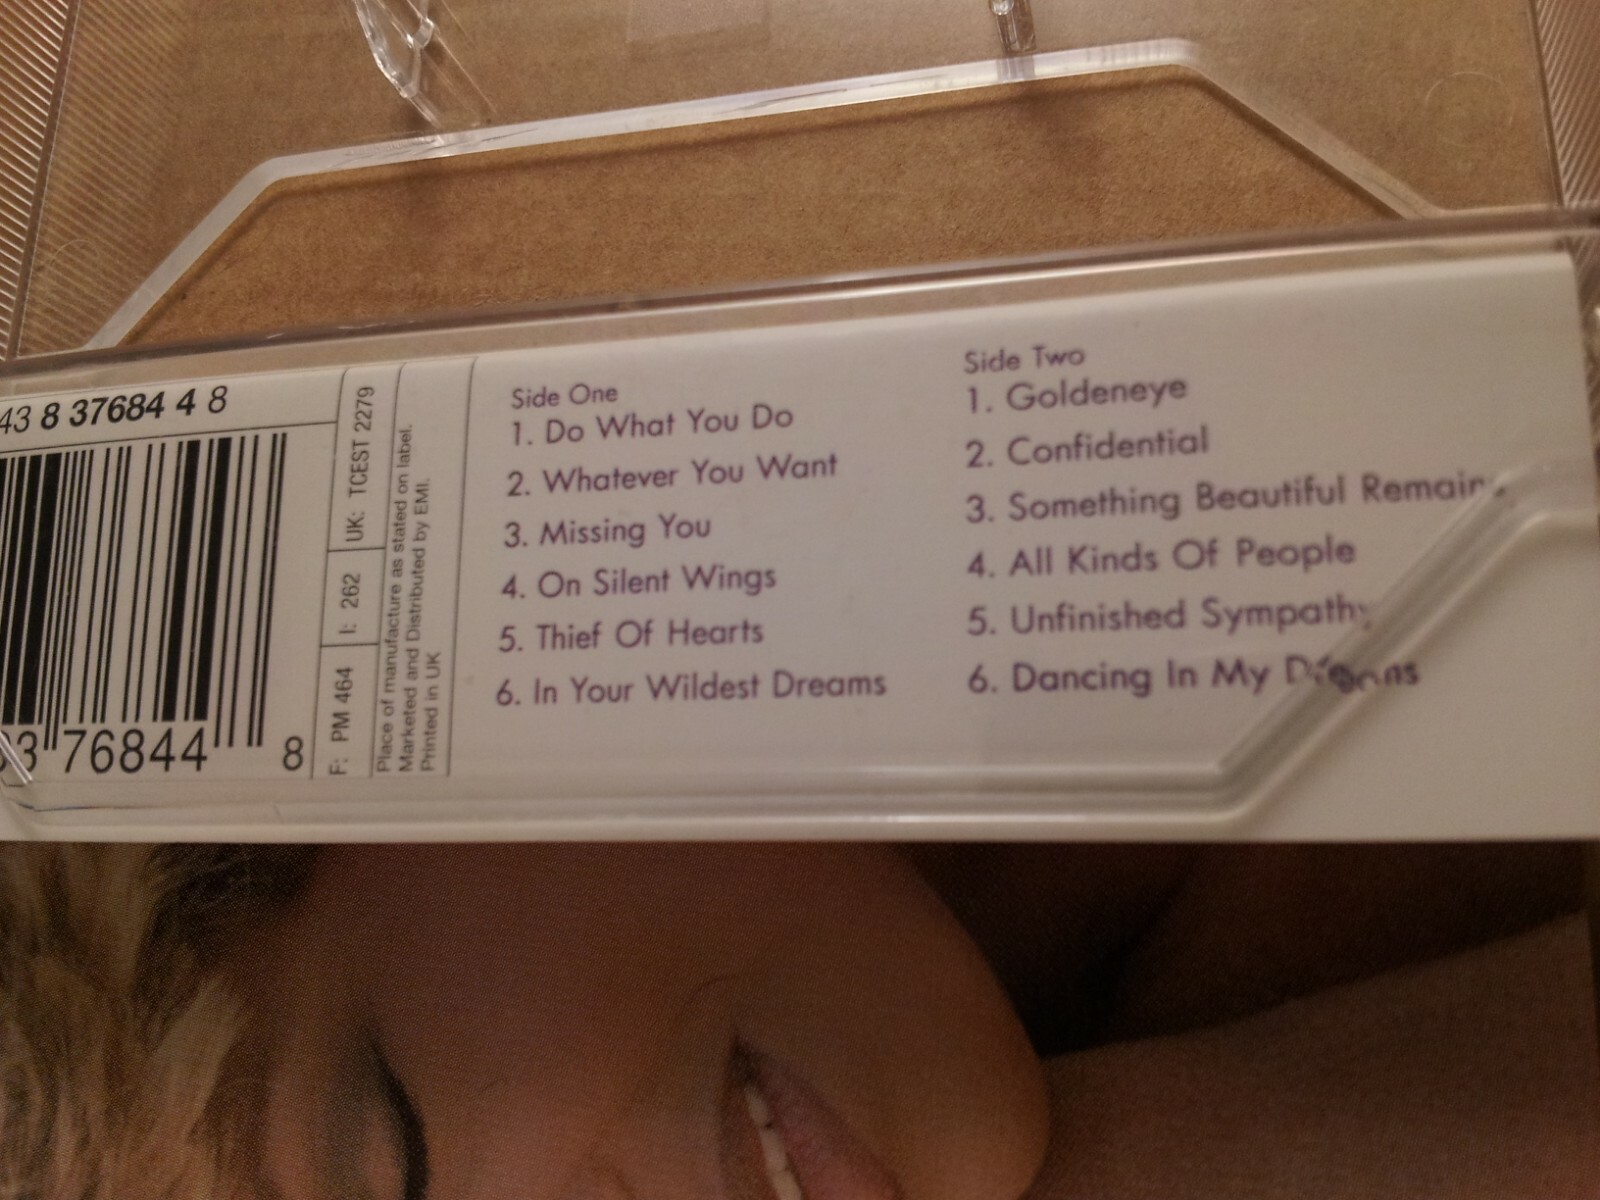 43 8 37684 4 8
3 76844 8
UK: TCEST 2279
I: 262
F: PM 464
Place of manufacture as stated on label.
Marketed and Distributed by EMI.
Printed in UK
Side One
1. Do What You Do
2. Whatever You Want
3. Missing You
4. On Silent Wings
5. Thief Of Hearts
6. In Your Wildest Dreams
Side Two
1. Goldeneye
2. Confidential
3. Something Beautiful Remains
4. All Kinds Of People
5. Unfinished Sympathy
6. Dancing In My Dreams